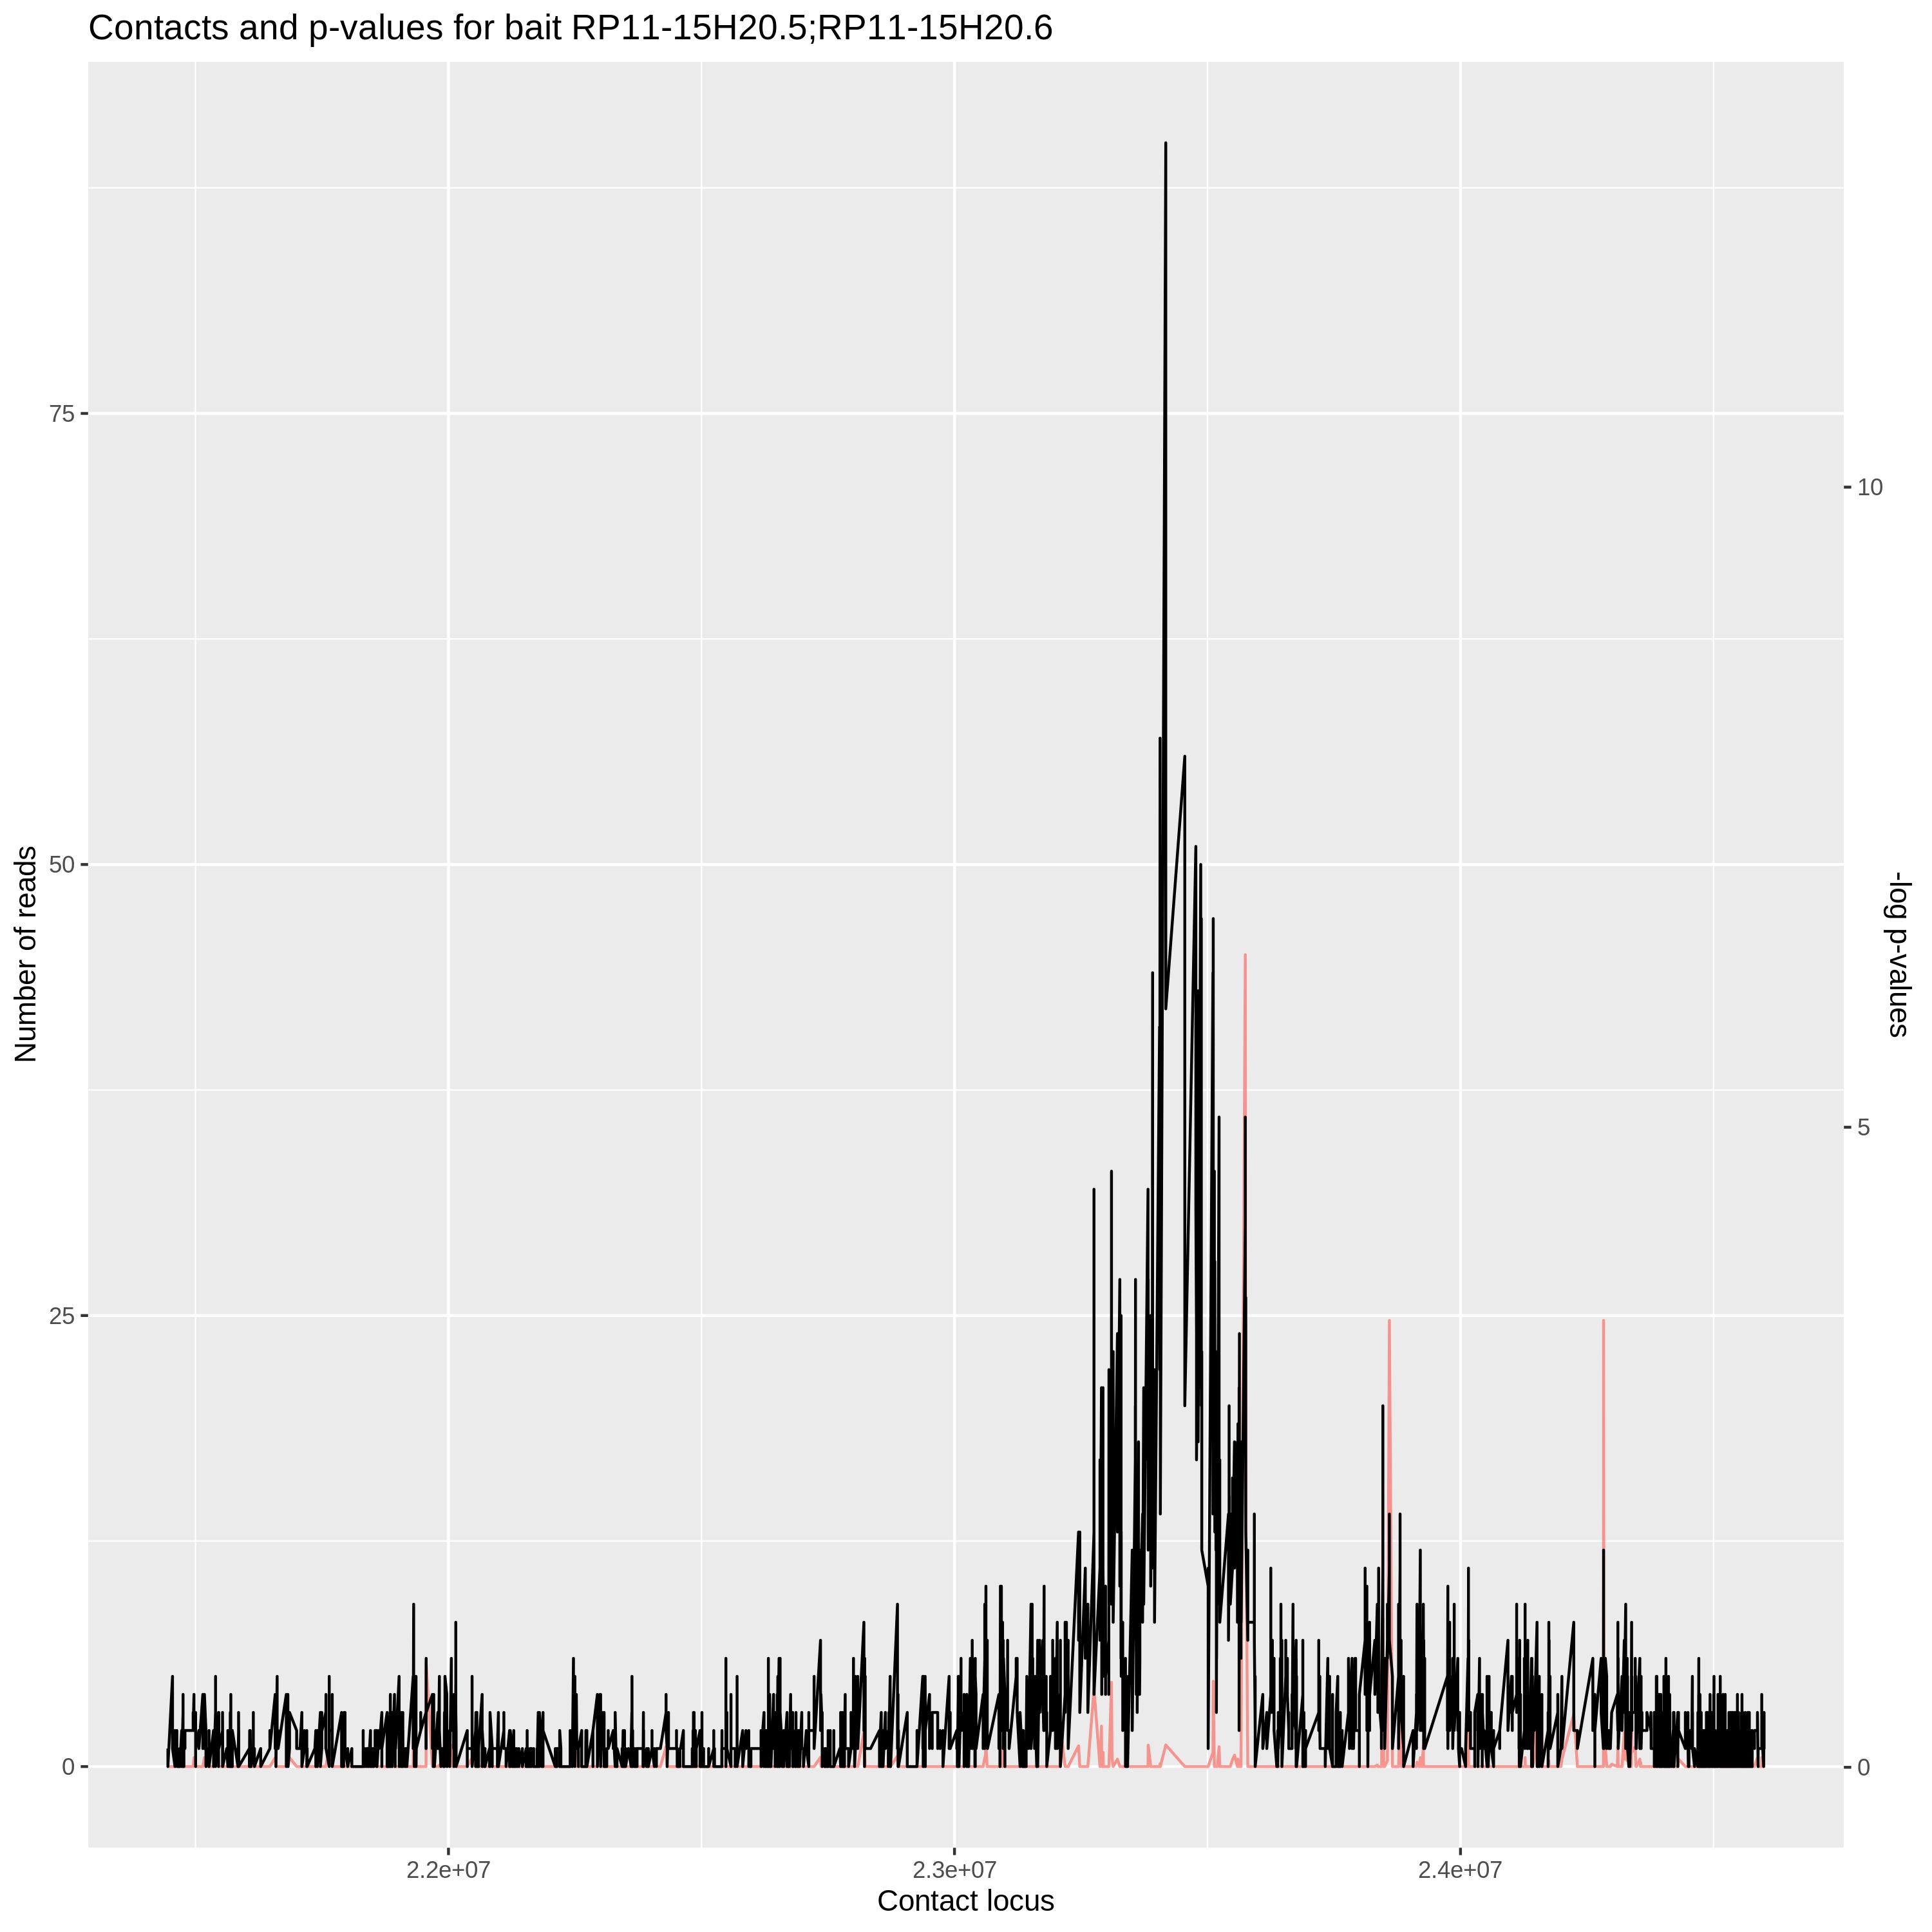 Contacts and p-values for bait RP11-15H20.5;RP11-15H20.6
75
10
50
Number of reads
-log p-values
5
25
0
0
2.2e+07
2.3e+07
2.4e+07
Contact locus